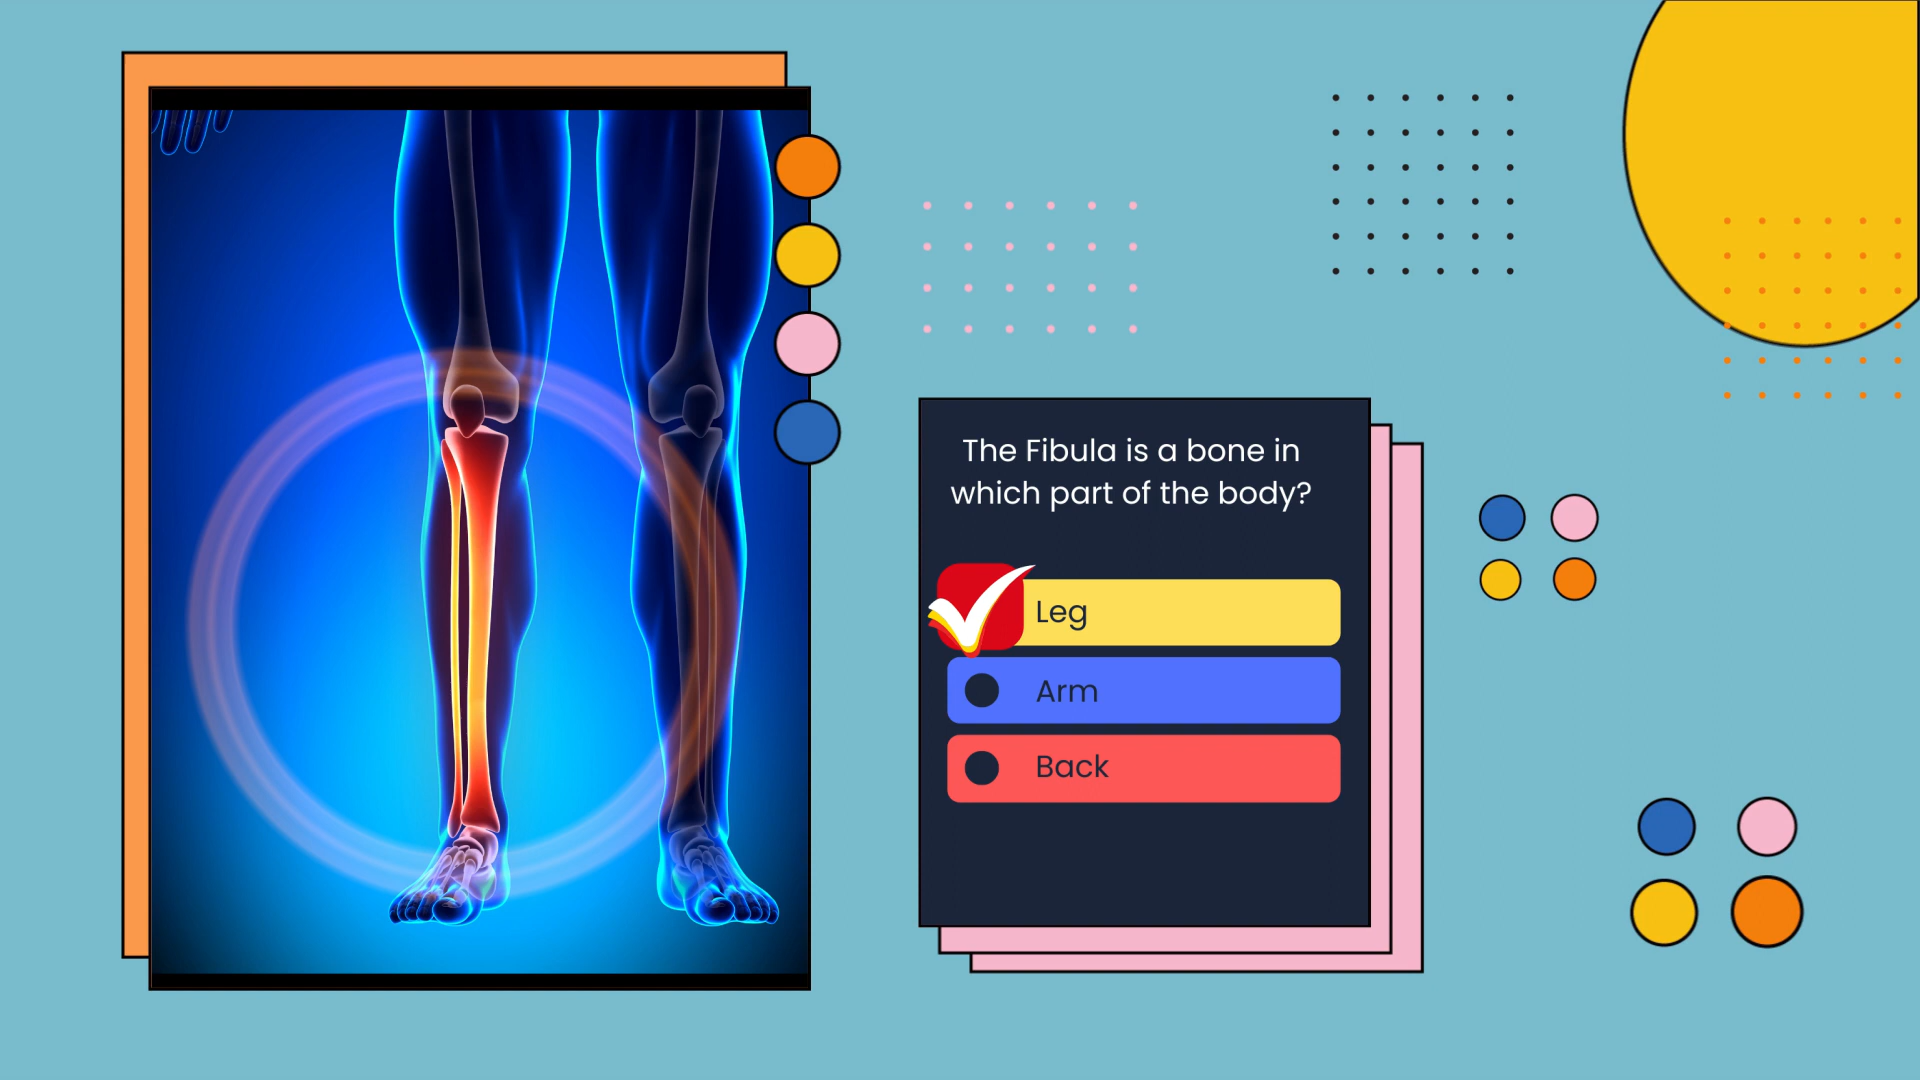 The Fibula is a bone in
which part of the body?
Leg
Arm
Back